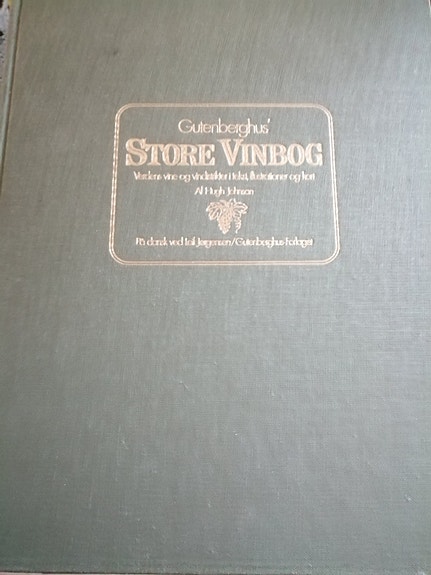 Gutenberghus'
STORE VINBOG
Verdens vine og vindistrikter i tekst, illustrationer og kort
Af Hugh Johnson
På dansk ved Leif Jørgensen/Gutenberghus-forlaget